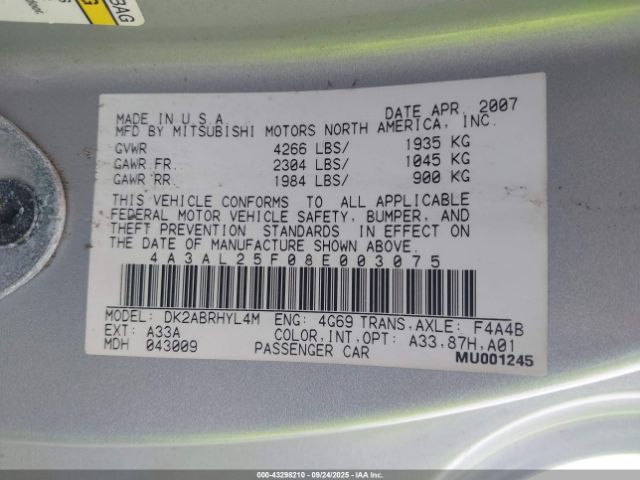 BAG
MADE IN U.S.A. DATE APR, 2007
MFD BY MITSUBISHI MOTORS NORTH AMERICA, INC.
GVWR 4266 LBS/ 1935 KG
GAWR FR. 2304 LBS/ 1045 KG
GAWR RR. 1984 LBS/ 900 KG
THIS VEHICLE CONFORMS TO ALL APPLICABLE
FEDERAL MOTOR VEHICLE SAFETY, BUMPER, AND
THEFT PREVENTION STANDARDS IN EFFECT ON
THE DATE OF MANUFACTURE SHOWN ABOVE.
4A3AL25F08E003075
MODEL: DK2ABRHYL4M ENG: 4G69 TRANS,AXLE: F4A4B
EXT: A33A COLOR,INT,OPT: A33,87H,A01
MDH 043009 PASSENGER CAR MU001245
000-43298210 - 09/24/2025 - IAAI.COM